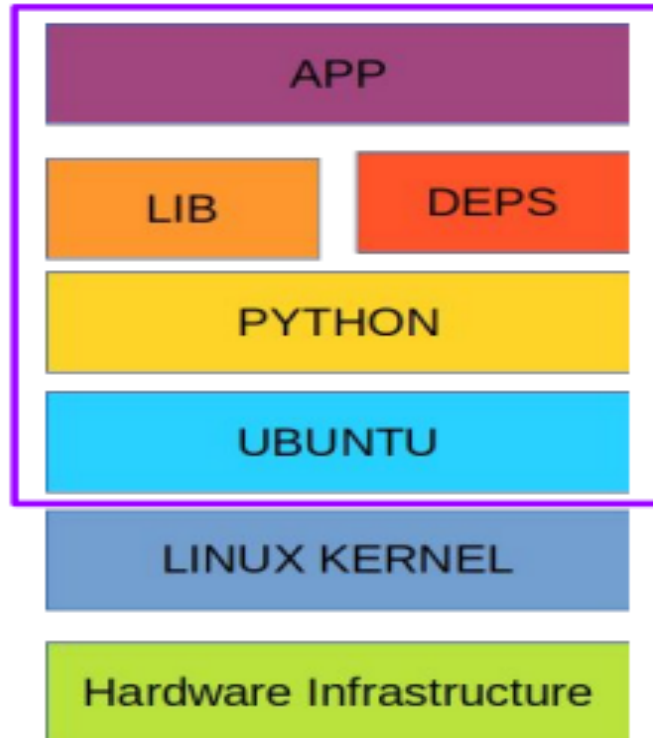 APP
LIB
DEPS
PYTHON
UBUNTU
LINUX KERNEL
Hardware Infrastructure